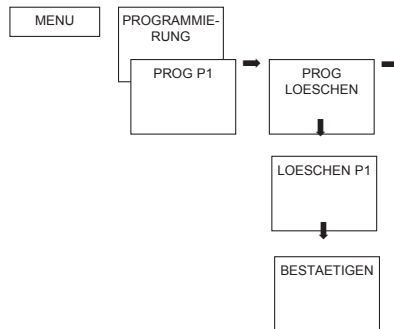 MENU
PROGRAMMIE-
RUNG
PROG P1
PROG
LOESCHEN
LOESCHEN P1
BESTAETIGEN